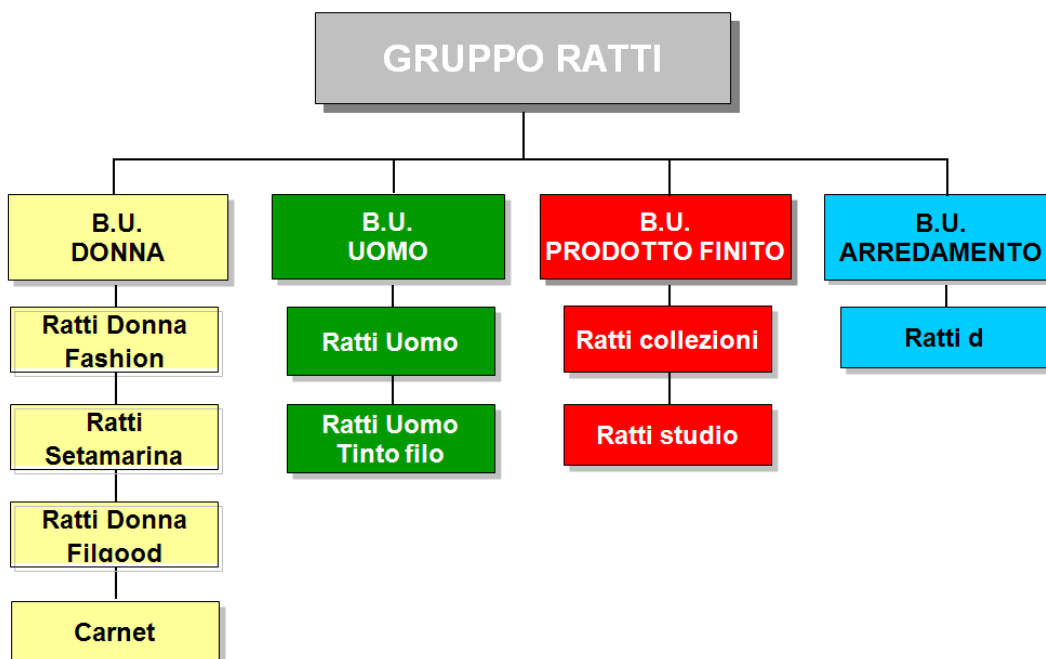 GRUPPO RATTI
B.U.
DONNA
Ratti Donna
Fashion
Ratti
Setamarina
Ratti Donna
Filgood
Carnet
B.U.
UOMO
Ratti Uomo
Ratti Uomo
Tinto filo
B.U.
PRODOTTO FINITO
Ratti collezioni
Ratti studio
B.U.
ARREDAMENTO
Ratti d